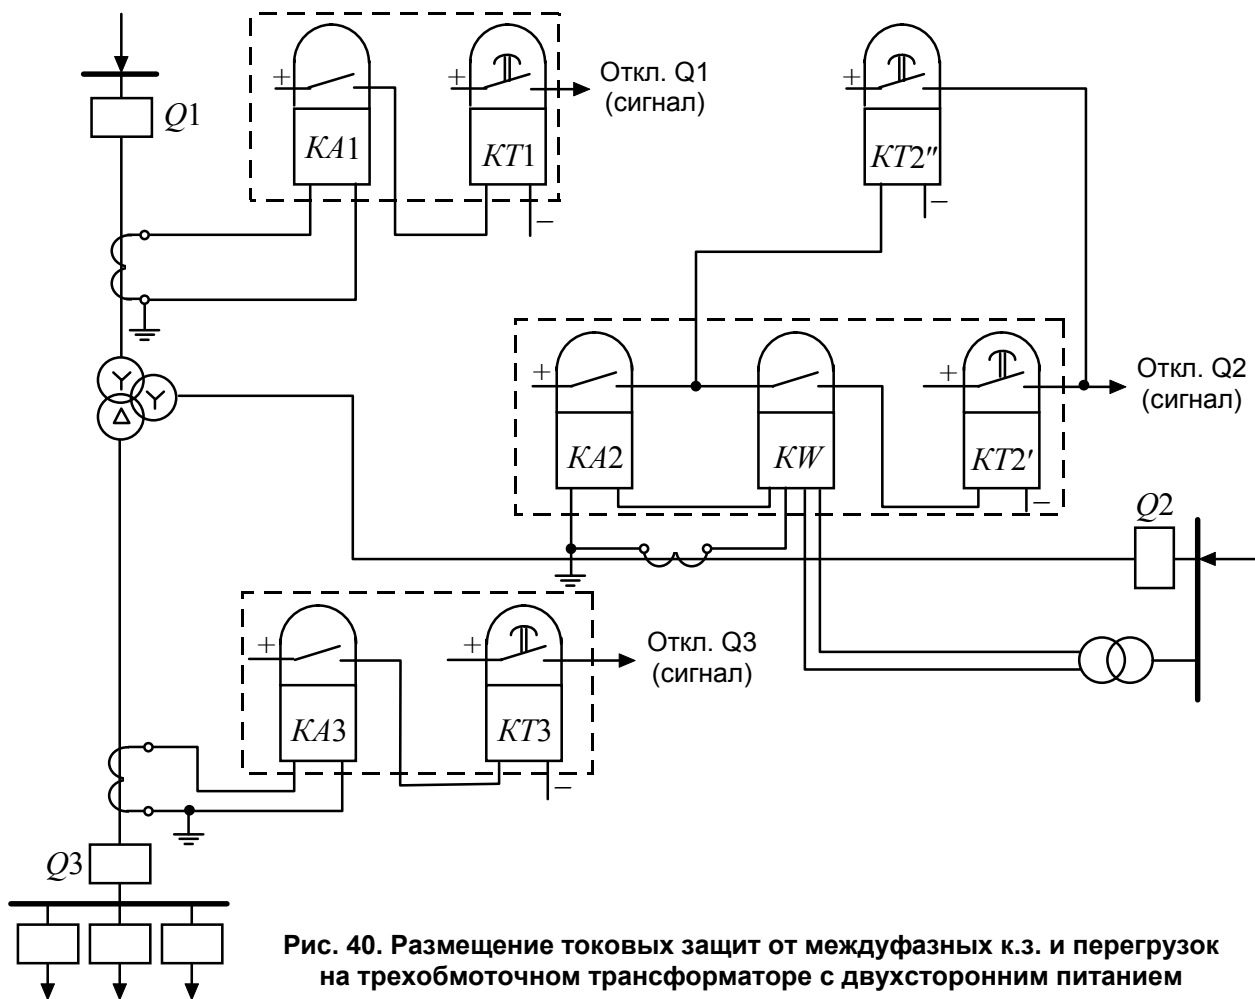 Q1
+
KA1
+
KT1
–
Откл. Q1
(сигнал)
+
KT2″
–
+
KA2
KW
+
KT2′
–
Откл. Q2
(сигнал)
Q2
+
KA3
+
KT3
–
Откл. Q3
(сигнал)
Q3
Рис. 40. Размещение токовых защит от междуфазных к.з. и перегрузок
на трехобмоточном трансформаторе с двухсторонним питанием